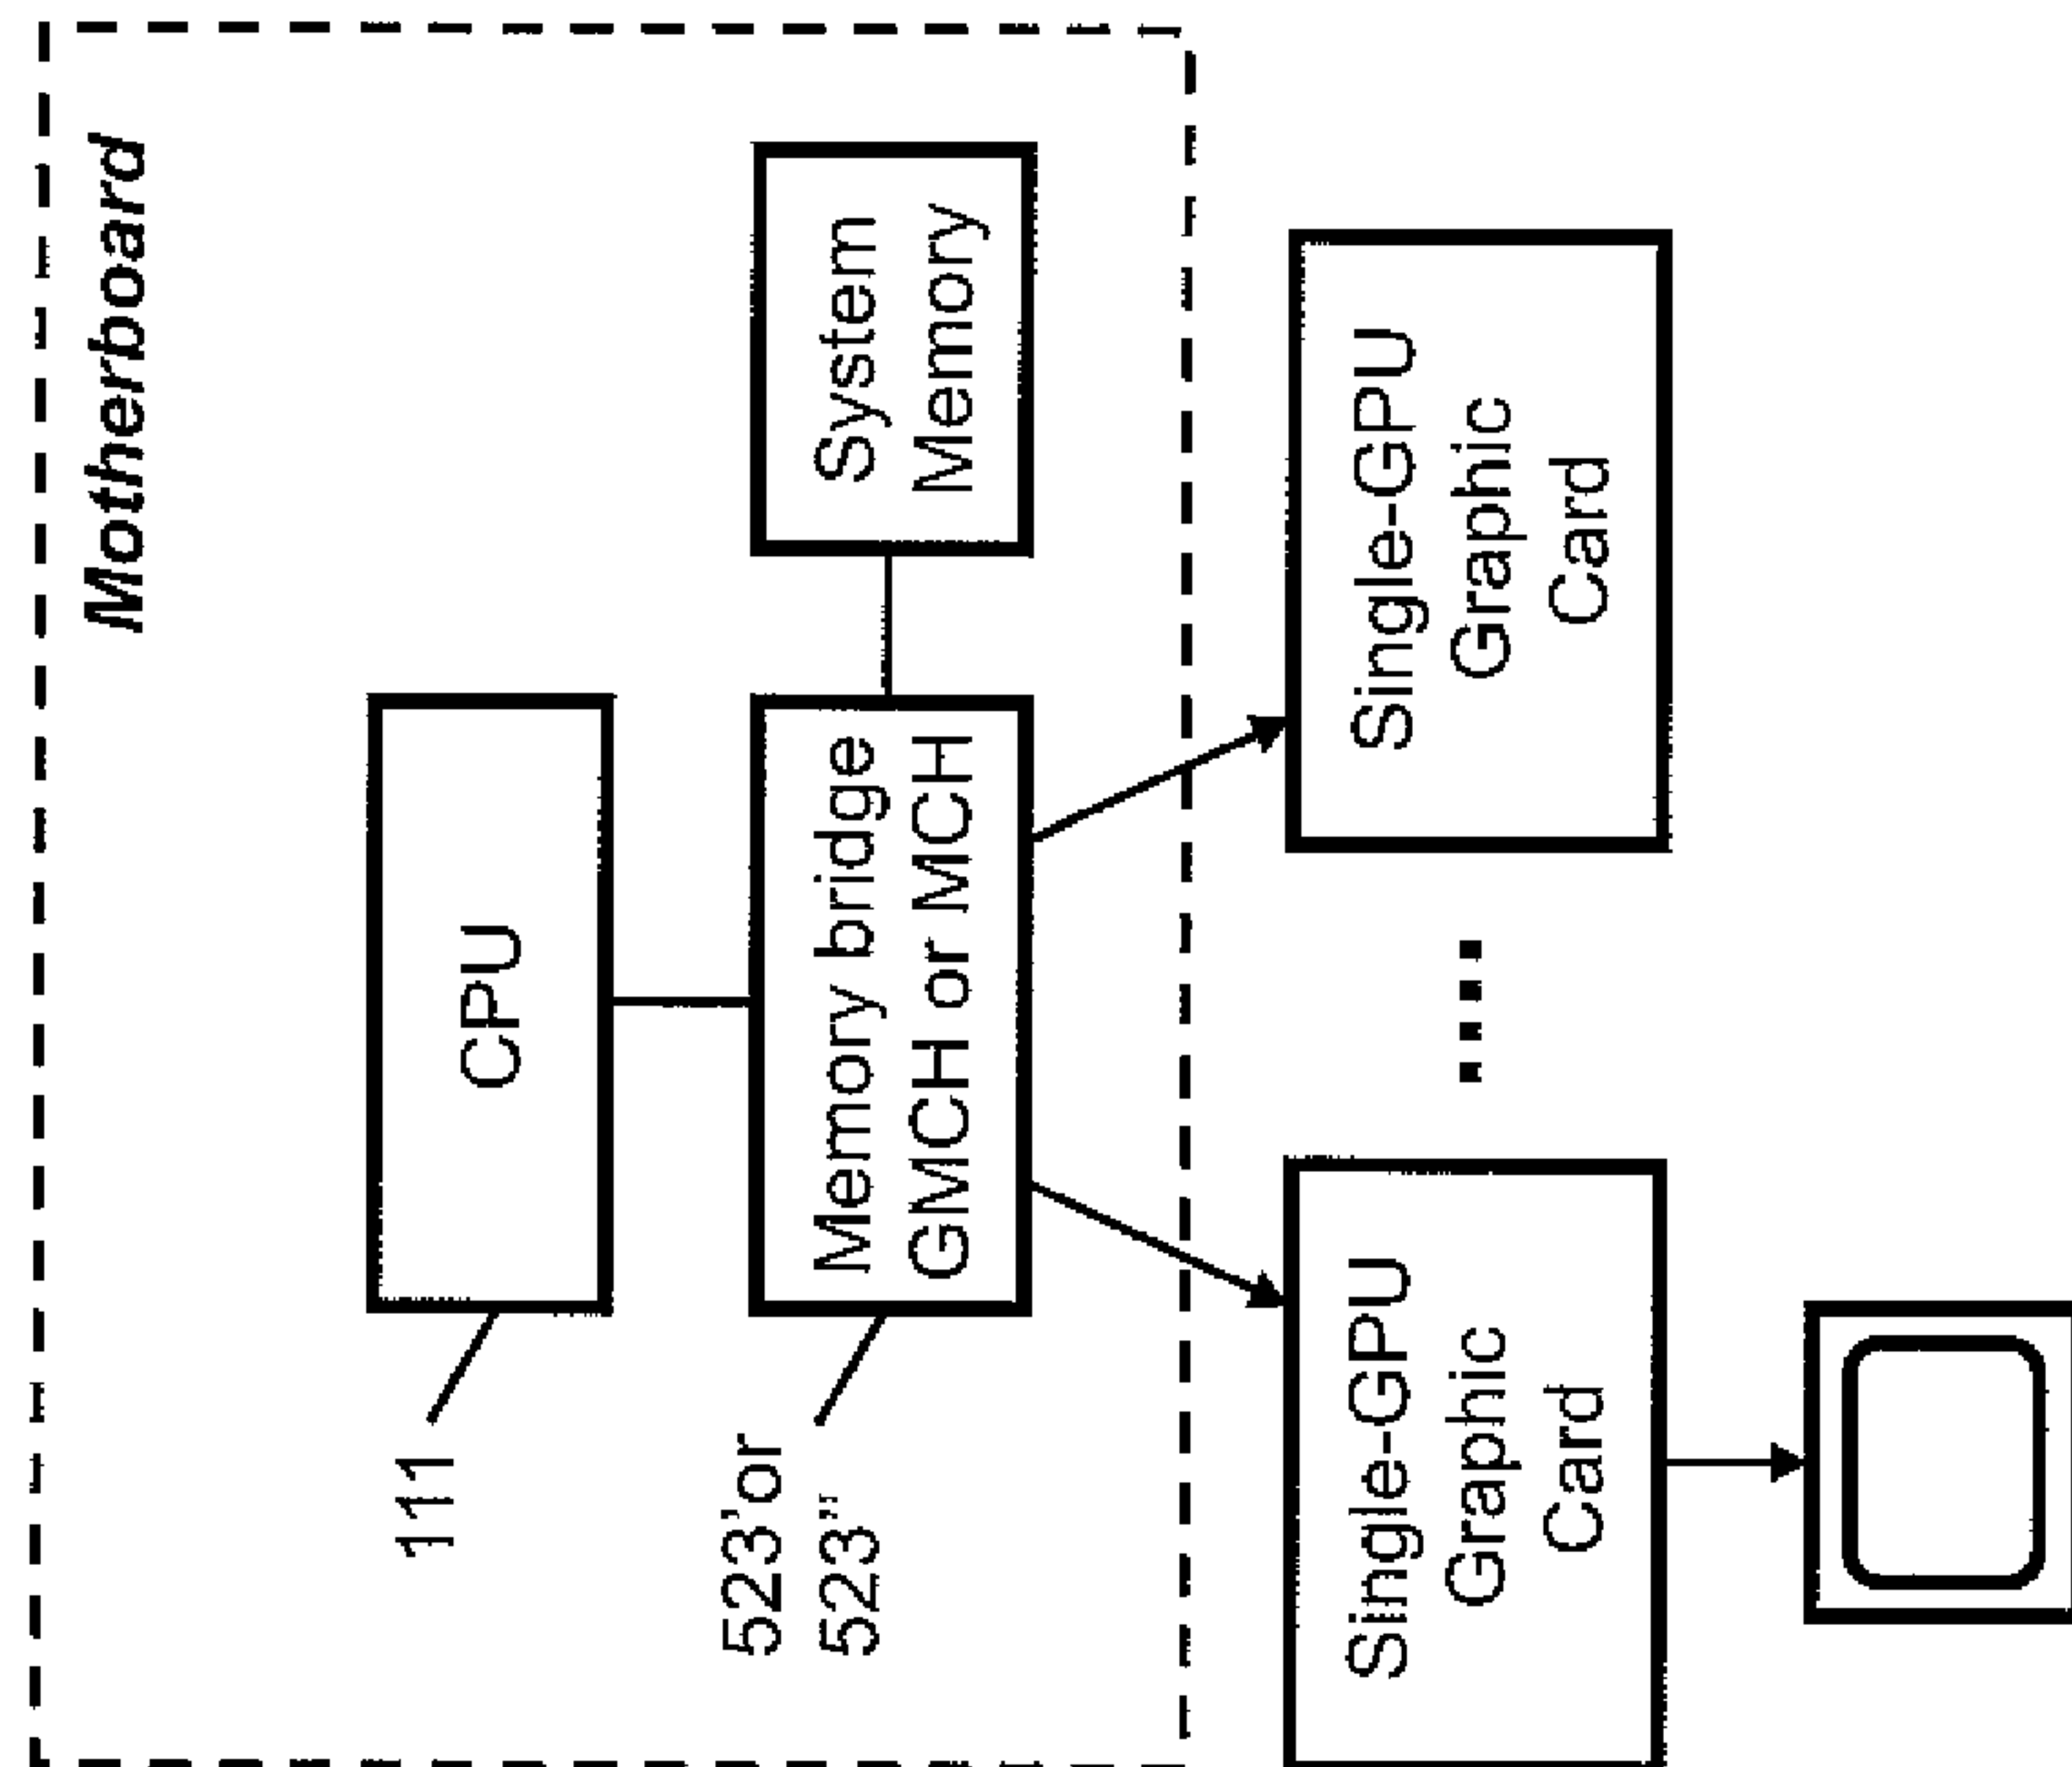 Motherboard
CPU
111
System
Memory
Memory bridge
GMCH or MCH
523'or
523"
Single-GPU
Graphic
Card
Single-GPU
Graphic
Card